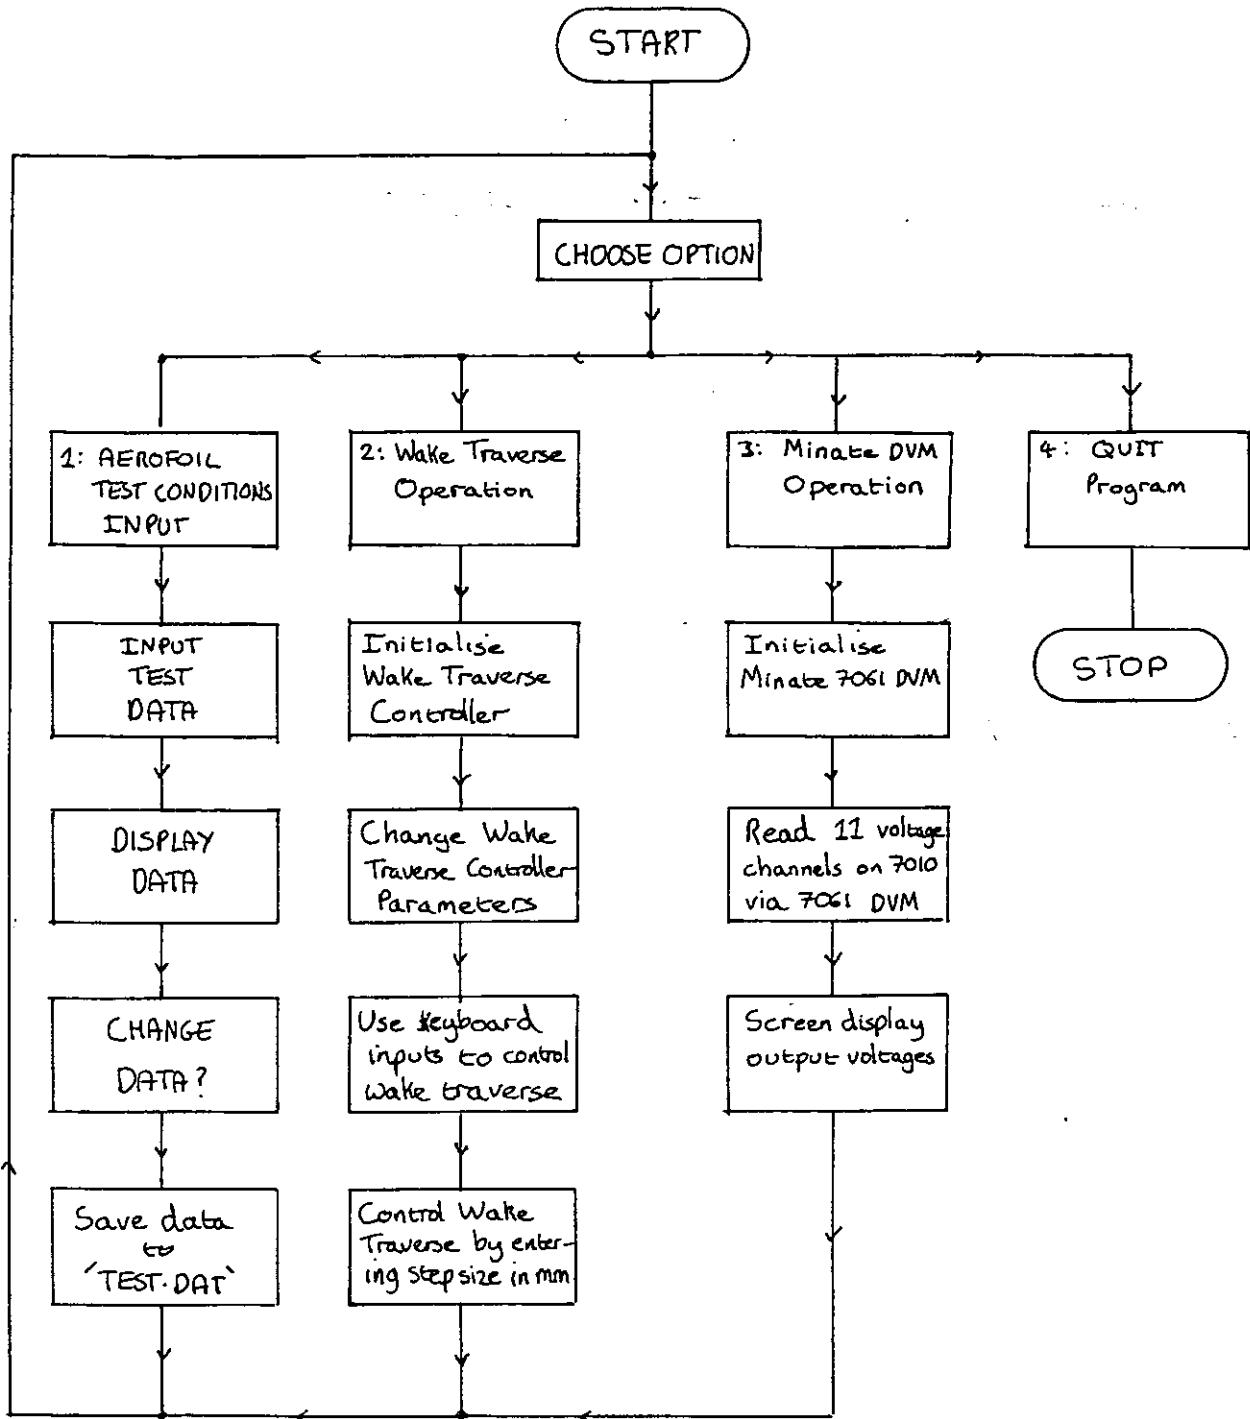 START
CHOOSE OPTION
1: AEROFOIL
TEST CONDITIONS
INPUT
INPUT
TEST
DATA
DISPLAY
DATA
CHANGE
DATA?
Save data
to
'TEST.DAT'
2: Wake Traverse
Operation
Initialise
Wake Traverse
Controller
Change Wake
Traverse Controller
Parameters
Use Keyboard
inputs to control
Wake traverse
Control Wake
Traverse by enter-
ing step size in mm
3: Minate DVM
Operation
Initialise
Minate 7061 DVM
Read 11 voltage
channels on 7010
via 7061 DVM
Screen display
output voltages
4: QUIT
Program
STOP